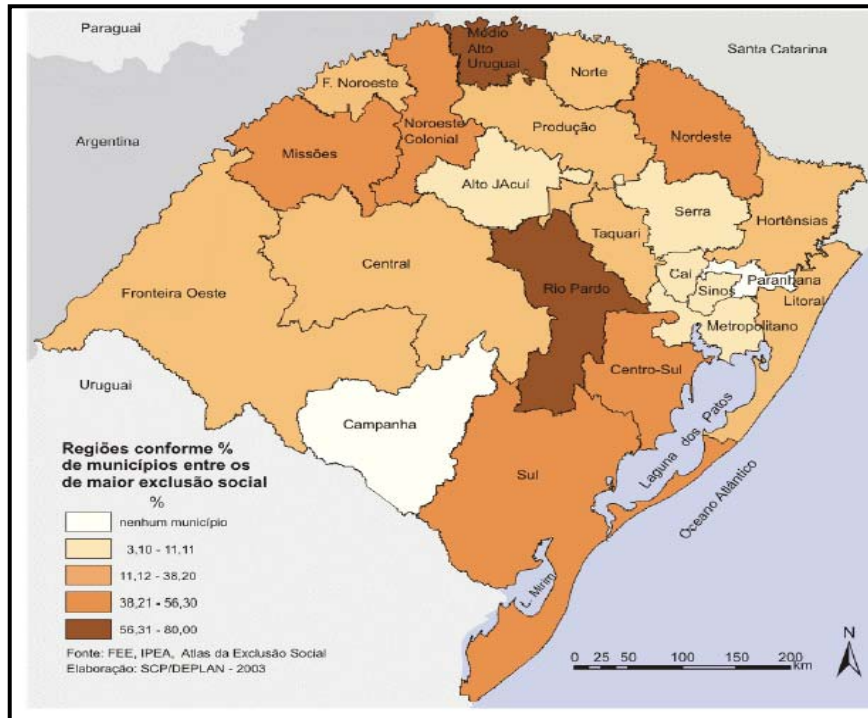 Paraguai
Santa Catarina
Argentina
Uruguai
Médio
Alto
Uruguai
Norte
F. Noroeste
Noroeste
Colonial
Produção
Nordeste
Missões
Alto JAcuí
Serra
Hortênsias
Taquari
Central
Caí
Paranhana
Sinos
Litoral
Rio Pardo
Fronteira Oeste
Metropolitano
Centro-Sul
Campanha
Laguna dos Patos
Sul
Oceano Atlântico
L. Mirim
Regiões conforme %
de municípios entre os
de maior exclusão social
%
nenhum município
3,10 - 11,11
11,12 - 38,20
38,21 - 56,30
56,31 - 80,00
Fonte: FEE, IPEA, Atlas da Exclusão Social
Elaboração: SCP/DEPLAN - 2003
N
0 25 50 100 150 200
km